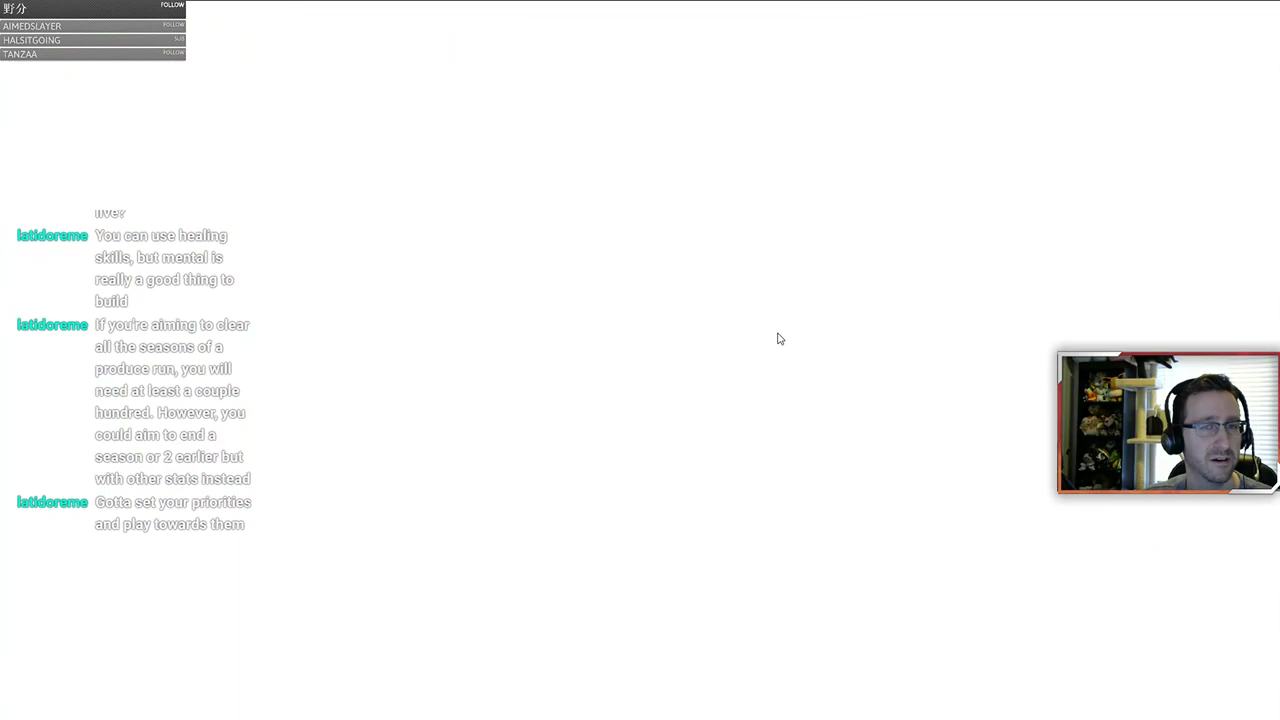 野分 FOLLOW
AIMEDSLAYER FOLLOW
HALSITGOING SUB
TANZAA FOLLOW
live?
latidoreme You can use healing
skills, but mental is
really a good thing to
build
latidoreme If you're aiming to clear
all the seasons of a
produce run, you will
need at least a couple
hundred. However, you
could aim to end a
season or 2 earlier but
with other stats instead
latidoreme Gotta set your priorities
and play towards them